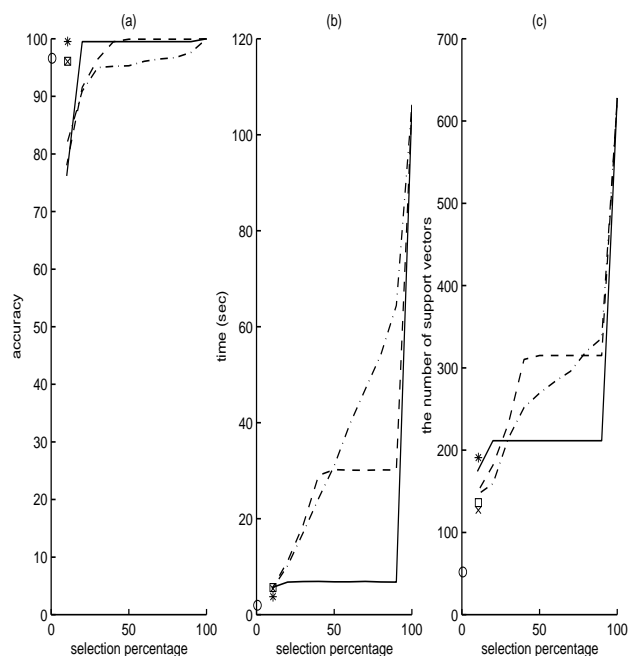 (a)
100
90
80
70
60
50
40
30
20
10
0
accuracy
0 50 100
selection percentage
(b)
120
100
80
60
40
20
0
time (sec)
0 50 100
selection percentage
(c)
700
600
500
400
300
200
100
0
the number of support vectors
0 50 100
selection percentage